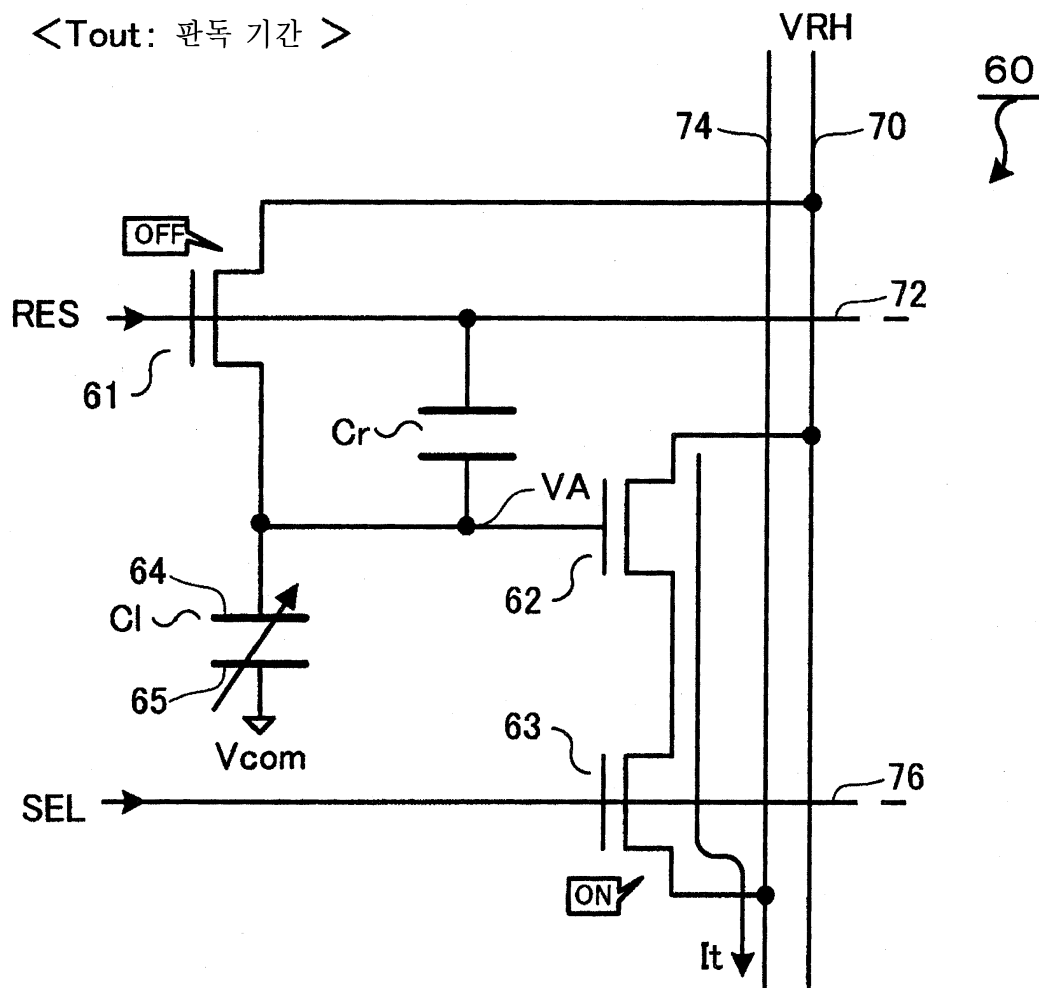 <Tout: 판독 기간 >
VRH
60
74
70
OFF
RES
72
61
Cr
VA
64
62
Cl
65
Vcom
63
76
SEL
ON
It